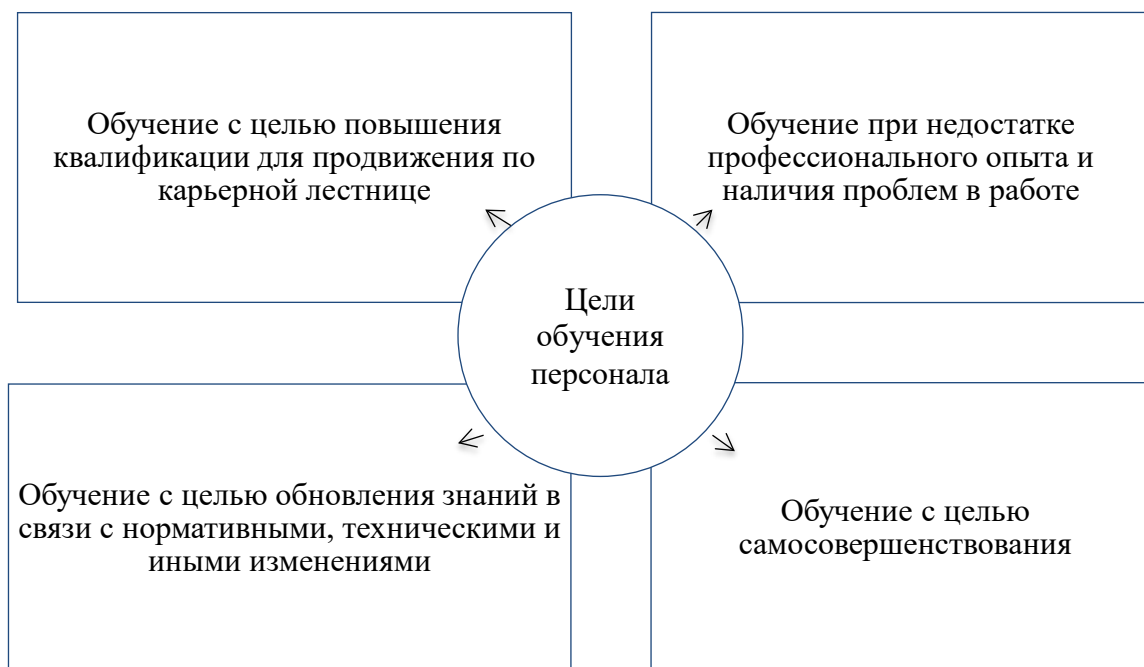 Обучение с целью повышения
квалификации для продвижения по
карьерной лестнице
Обучение при недостатке
профессионального опыта и
наличия проблем в работе
Цели
обучения
персонала
Обучение с целью обновления знаний в
связи с нормативными, техническими и
иными изменениями
Обучение с целью
самосовершенствования